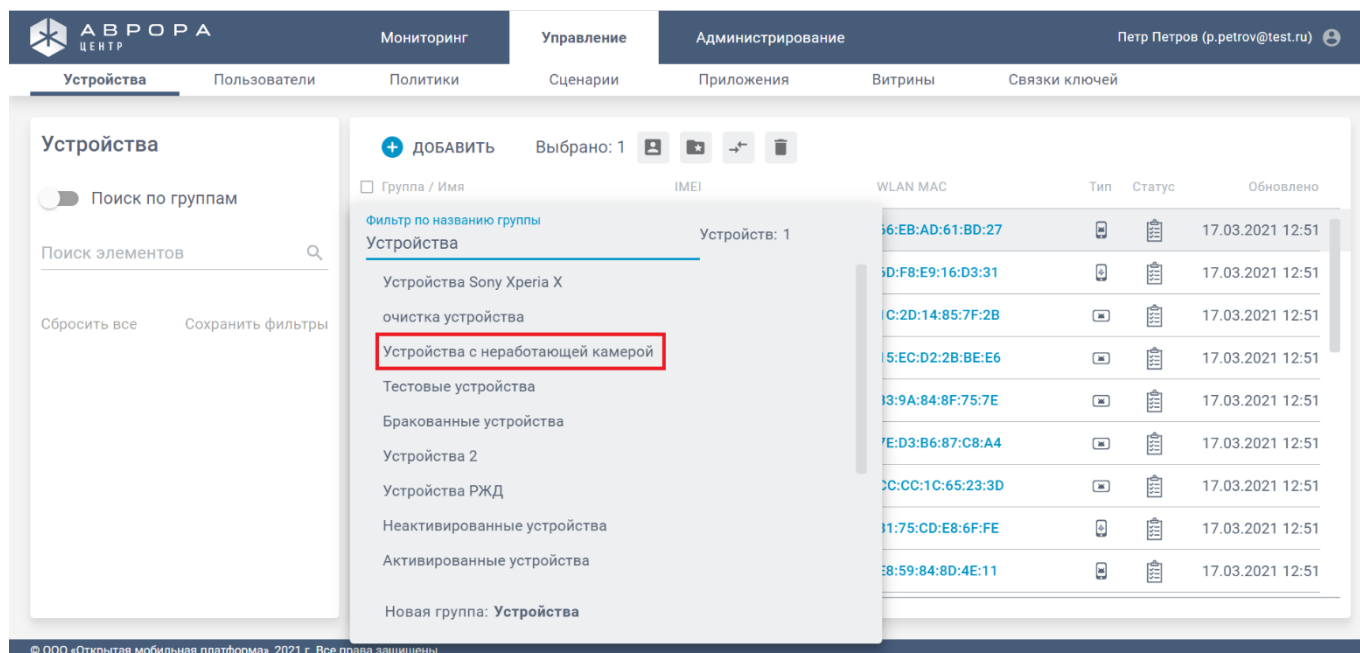 АВРОРА
ЦЕНТР
Мониторинг Управление Администрирование Петр Петров (p.petrov@test.ru)
Устройства Пользователи Политики Сценарии Приложения Витрины Связки ключей
Устройства
Поиск по группам
Поиск элементов
Сбросить все Сохранить фильтры
ДОБАВИТЬ Выбрано: 1
Группа / Имя IMEI WLAN MAC Тип Статус Обновлено
Фильтр по названию группы
Устройства Устройств: 1
Устройства Sony Xperia X
очистка устройства
Устройства с неработающей камерой
Тестовые устройства
Бракованные устройства
Устройства 2
Устройства РЖД
Неактивированные устройства
Активированные устройства
Новая группа: Устройства
66:EB:AD:61:BD:27 17.03.2021 12:51
6D:F8:E9:16:D3:31 17.03.2021 12:51
1C:2D:14:85:7F:2B 17.03.2021 12:51
15:EC:D2:2B:BE:E6 17.03.2021 12:51
:9A:84:8F:75:7E 17.03.2021 12:51
7E:D3:B6:87:C8:A4 17.03.2021 12:51
CC:CC:1C:65:23:3D 17.03.2021 12:51
:75:CD:E8:6F:FE 17.03.2021 12:51
E8:59:84:8D:4E:11 17.03.2021 12:51
© ООО «Открытая мобильная платформа», 2021 г. Все права защищены